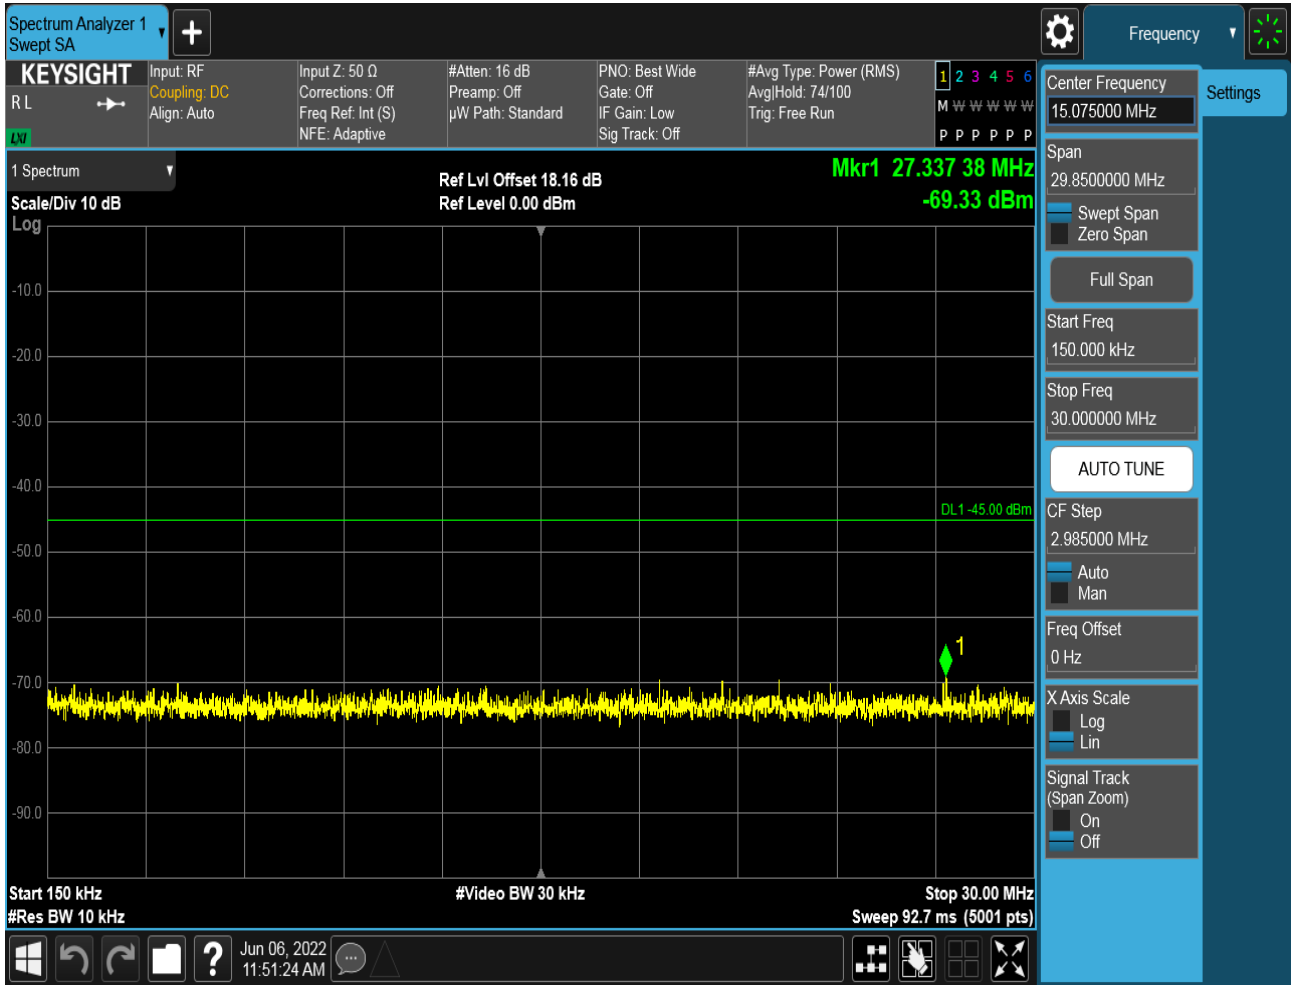 Spectrum Analyzer 1
Swept SA
Frequency
KEYSIGHT
R L
LXI
Input: RF
Coupling: DC
Align: Auto
Input Z: 50 Ω
Corrections: Off
Freq Ref: Int (S)
NFE: Adaptive
#Atten: 16 dB
Preamp: Off
µW Path: Standard
PNO: Best Wide
Gate: Off
IF Gain: Low
Sig Track: Off
#Avg Type: Power (RMS)
Avg|Hold: 74/100
Trig: Free Run
1 2 3 4 5 6
M W W W W W
P P P P P P
1 Spectrum
Scale/Div 10 dB
Log
Ref Lvl Offset 18.16 dB
Ref Level 0.00 dBm
Mkr1 27.337 38 MHz
-69.33 dBm
-10.0
-20.0
-30.0
-40.0
DL1 -45.00 dBm
-50.0
-60.0
1
-70.0
-80.0
-90.0
Start 150 kHz
#Video BW 30 kHz
Stop 30.00 MHz
#Res BW 10 kHz
Sweep 92.7 ms (5001 pts)
Center Frequency
15.075000 MHz
Settings
Span
29.8500000 MHz
Swept Span
Zero Span
Full Span
Start Freq
150.000 kHz
Stop Freq
30.000000 MHz
AUTO TUNE
CF Step
2.985000 MHz
Auto
Man
Freq Offset
0 Hz
X Axis Scale
Log
Lin
Signal Track
(Span Zoom)
On
Off
?
Jun 06, 2022
11:51:24 AM